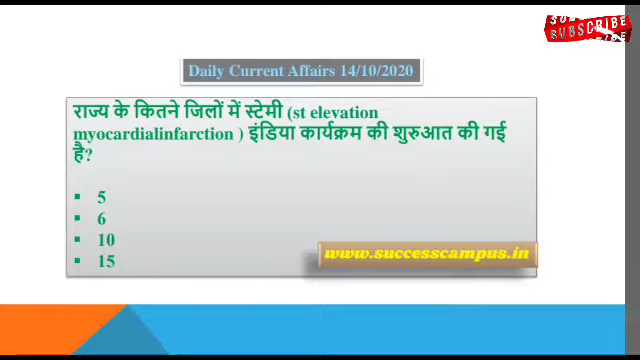 SUBSCRIBE
Daily Current Affairs 14/10/2020
राज्य के कितने जिलों में स्टेमी (st elevation
myocardialinfarction ) इंडिया कार्यक्रम की शुरुआत की गई
है?
▪ 5
▪ 6
▪ 10
▪ 15
www.successcampus.in